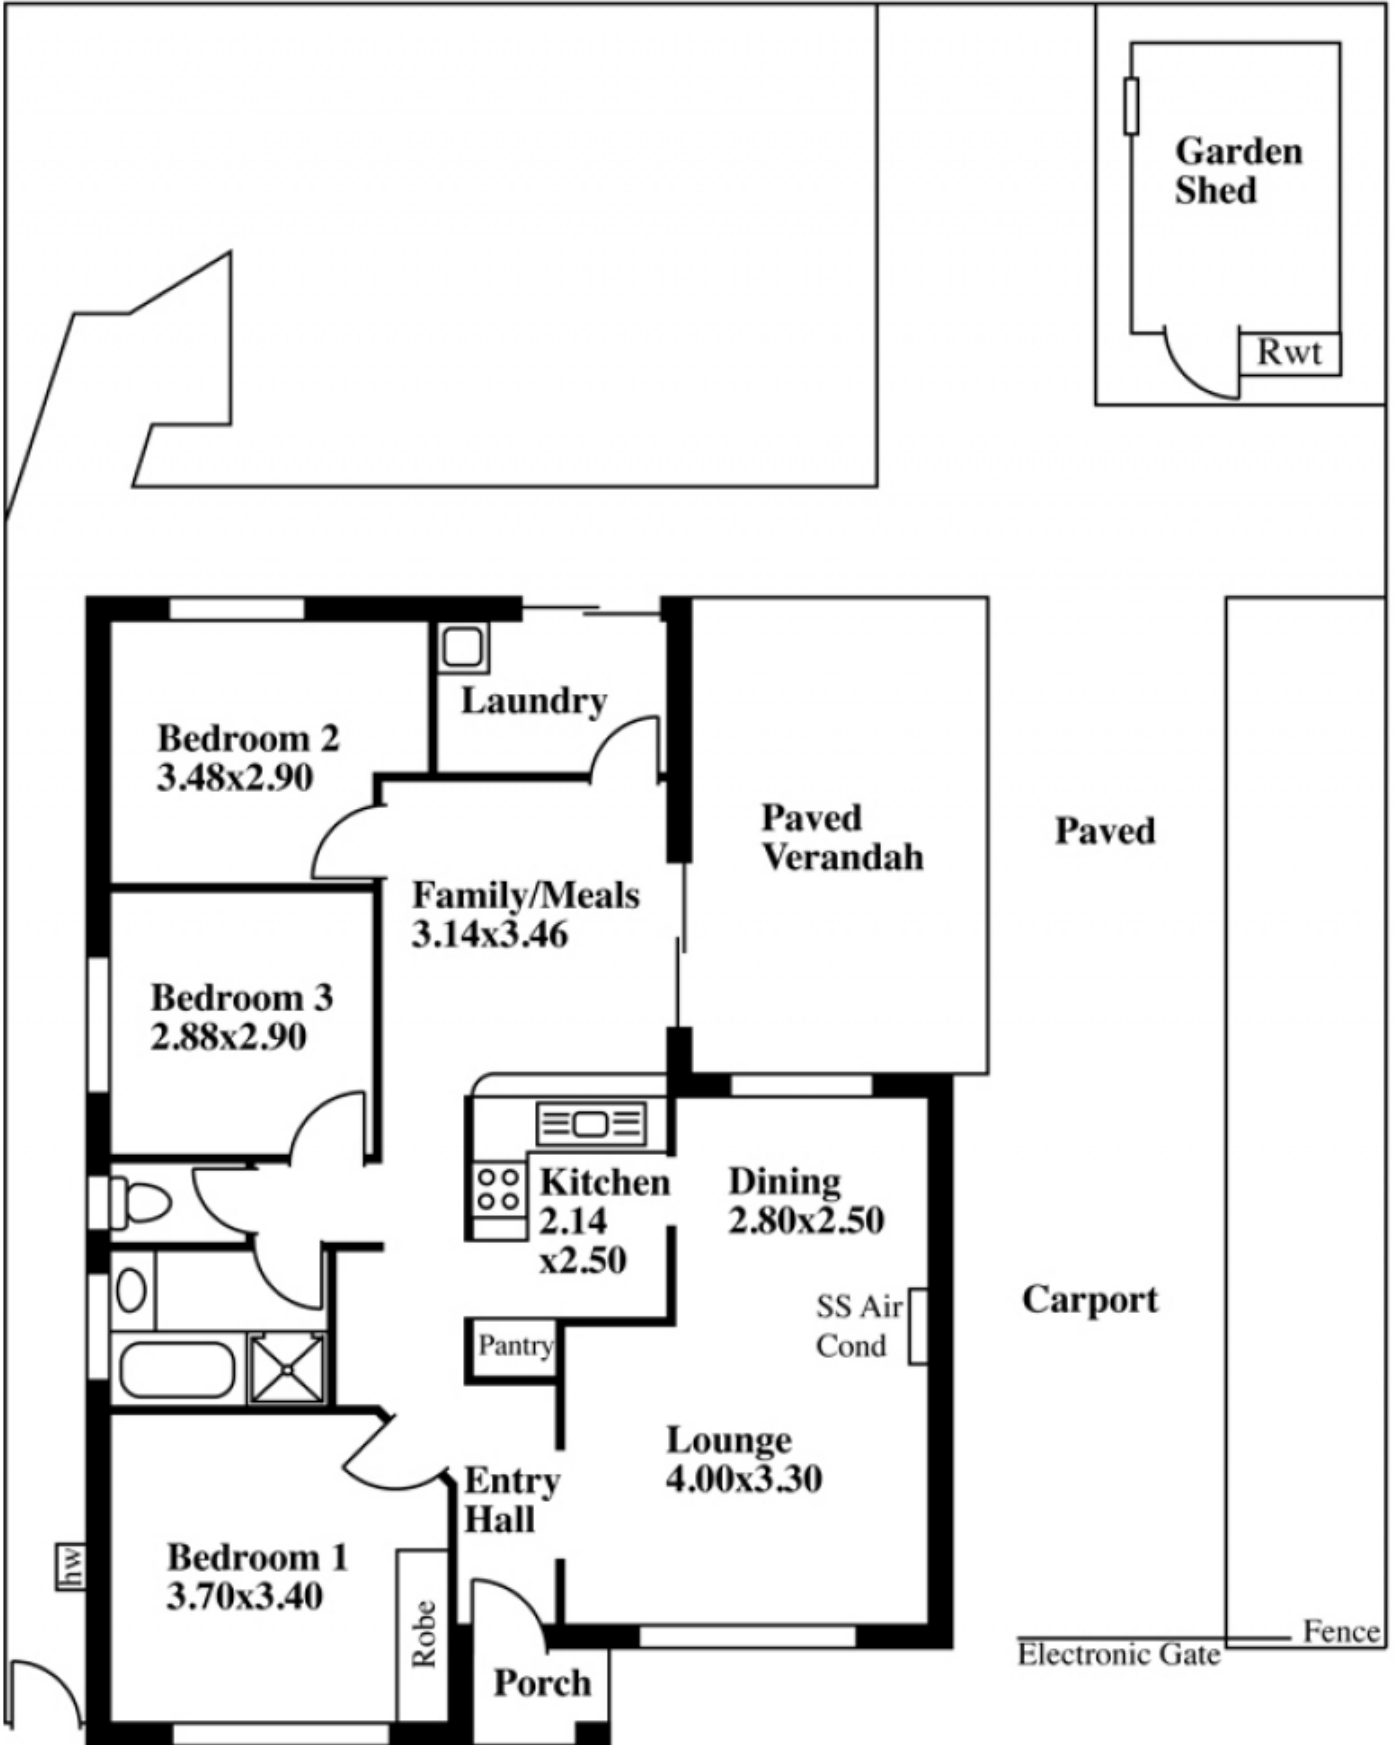 Garden
Shed
Rwt
Laundry
Bedroom 2
3.48x2.90
Paved
Verandah
Paved
Family/Meals
3.14x3.46
Bedroom 3
2.88x2.90
Kitchen
2.14
x2.50
Dining
2.80x2.50
SS Air
Cond
Carport
Pantry
Lounge
4.00x3.30
Entry
Hall
Bedroom 1
3.70x3.40
hw
Robe
Porch
Fence
Electronic Gate